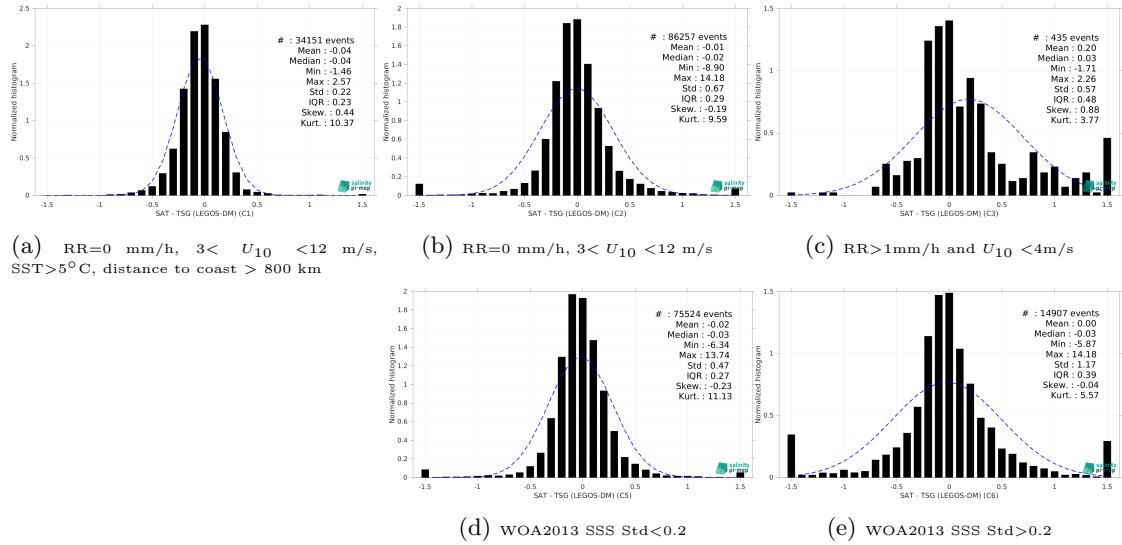 1.5
2
1.5
1
0.5
0
Normalized histogram
# : 34151 events
Mean : -0.04
Median : -0.04
Min : -1.46
Max : 2.57
Std : 0.22
IQR : 0.23
Skew. : 0.44
Kurt. : 10.37
salinity
pi-mep
-1.5 -1 -0.5 0 0.5 1 1.5
SAT - TSG (LEGOS-DM) (C1)
(a) RR=0 mm/h, 3< U10 <12 m/s,
SST>5°C, distance to coast > 800 km
2
1.8
1.6
1.4
1.2
1
0.8
0.6
0.4
0.2
0
Normalized histogram
# : 86257 events
Mean : -0.01
Median : -0.02
Min : -8.90
Max : 14.18
Std : 0.67
IQR : 0.29
Skew. : -0.19
Kurt. : 9.59
salinity
pi-mep
-1.5 -1 -0.5 0 0.5 1 1.5
SAT - TSG (LEGOS-DM) (C2)
(b) RR=0 mm/h, 3< U10 <12 m/s
1.5
1
0.5
0
Normalized histogram
# : 435 events
Mean : 0.20
Median : 0.03
Min : -1.71
Max : 2.26
Std : 0.57
IQR : 0.48
Skew. : 0.88
Kurt. : 3.77
salinity
pi-mep
-1.5 -1 -0.5 0 0.5 1 1.5
SAT - TSG (LEGOS-DM) (C3)
(c) RR>1mm/h and U10 <4m/s
2
1.8
1.6
1.4
1.2
1
0.8
0.6
0.4
0.2
0
Normalized histogram
# : 75524 events
Mean : -0.02
Median : -0.03
Min : -6.34
Max : 13.74
Std : 0.47
IQR : 0.27
Skew. : -0.23
Kurt. : 11.13
salinity
pi-mep
-1.5 -1 -0.5 0 0.5 1 1.5
SAT - TSG (LEGOS-DM) (C5)
(d) WOA2013 SSS Std<0.2
1.5
1
0.5
0
Normalized histogram
# : 14907 events
Mean : 0.00
Median : -0.03
Min : -5.87
Max : 14.18
Std : 1.17
IQR : 0.39
Skew. : -0.04
Kurt. : 5.57
salinity
pi-mep
-1.5 -1 -0.5 0 0.5 1 1.5
SAT - TSG (LEGOS-DM) (C6)
(e) WOA2013 SSS Std>0.2